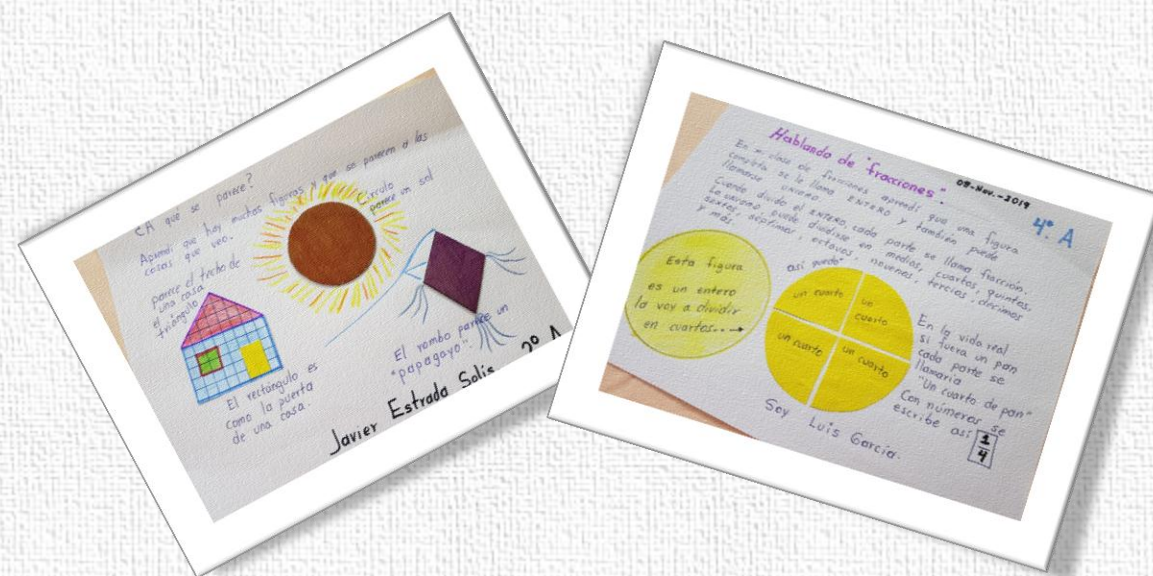 ¿A que se parece?
Aprendí que hay muchas figuras y que se parecen a las
cosas que veo.
Círculo
parece un sol
parece el techo de
una casa
el triángulo
El rectángulo es
como la puerta
de una casa.
El rombo parece un
"papagayo".
Javier Estrada Solís 2º A
Hablando de "fracciones".
08-Nov.-2019
4º. A
En mi clase de fracciones aprendí que una figura
completa se le llama ENTERO y también puede
llamarse UNIDAD.
Cuando divido el ENTERO, cada parte se llama fracción.
Lo puede dividirse en medios, cuartos, quintos,
sextos, séptimos, octavos, novenos, tercios, décimos
y más.
así quedó
Esta figura
es un entero
la voy a dividir
en cuartos..→
un cuarto
un
cuarto
un cuarto
un cuarto
En la vida real
si fuera un pan
cada parte se
llamaría
"Un cuarto de pan"
Con números se
escribe así
1
4
Soy Luis García.